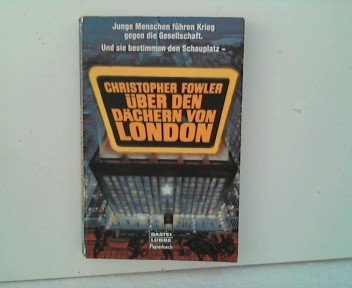 Junge Menschen führen Krieg
gegen die Gesellschaft.
Und sie bestimmen den Schauplatz –
CHRISTOPHER FOWLER
ÜBER DEN
DÄCHERN VON
LONDON
BASTEI
LÜBBE
Paperback